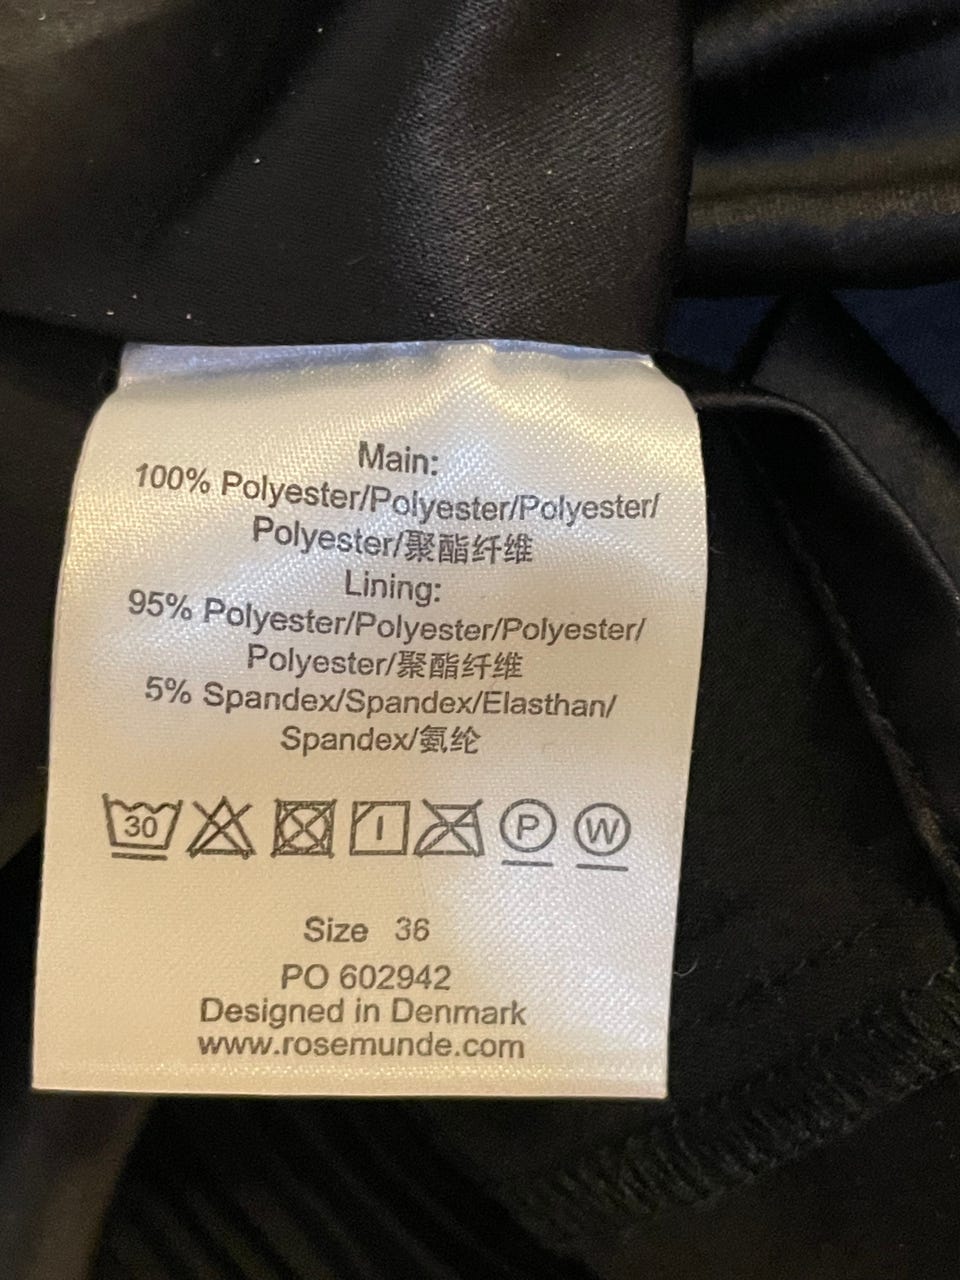 Main:
100% Polyester/Polyester/Polyester/
Polyester/聚酯纤维
Lining:
95% Polyester/Polyester/Polyester/
Polyester/聚酯纤维
5% Spandex/Spandex/Elasthan/
Spandex/氨纶
30 P W
Size 36
PO 602942
Designed in Denmark
www.rosemunde.com